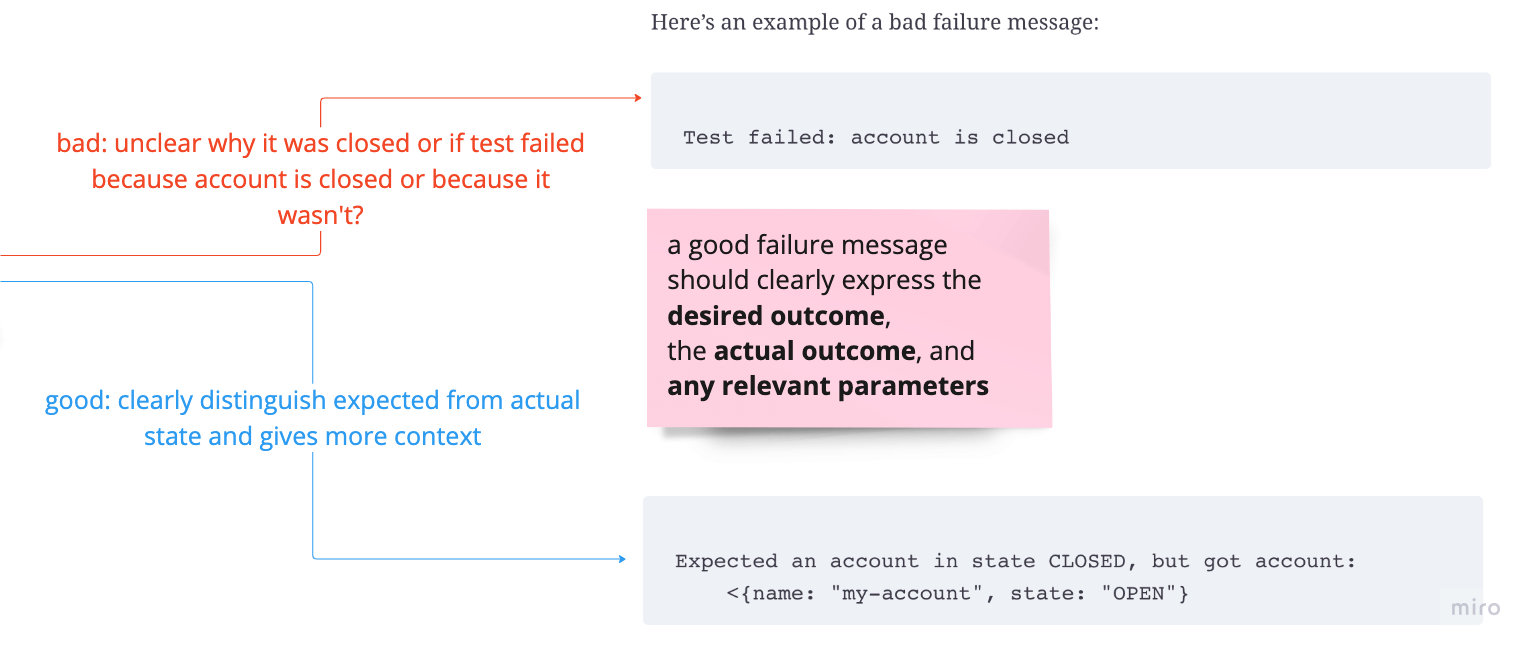 Here’s an example of a bad failure message:
bad: unclear why it was closed or if test failed
because account is closed or because it
wasn't?
Test failed: account is closed
a good failure message
should clearly express the
desired outcome,
the actual outcome, and
any relevant parameters
good: clearly distinguish expected from actual
state and gives more context
Expected an account in state CLOSED, but got account:
<{name: "my-account", state: "OPEN"}
miro